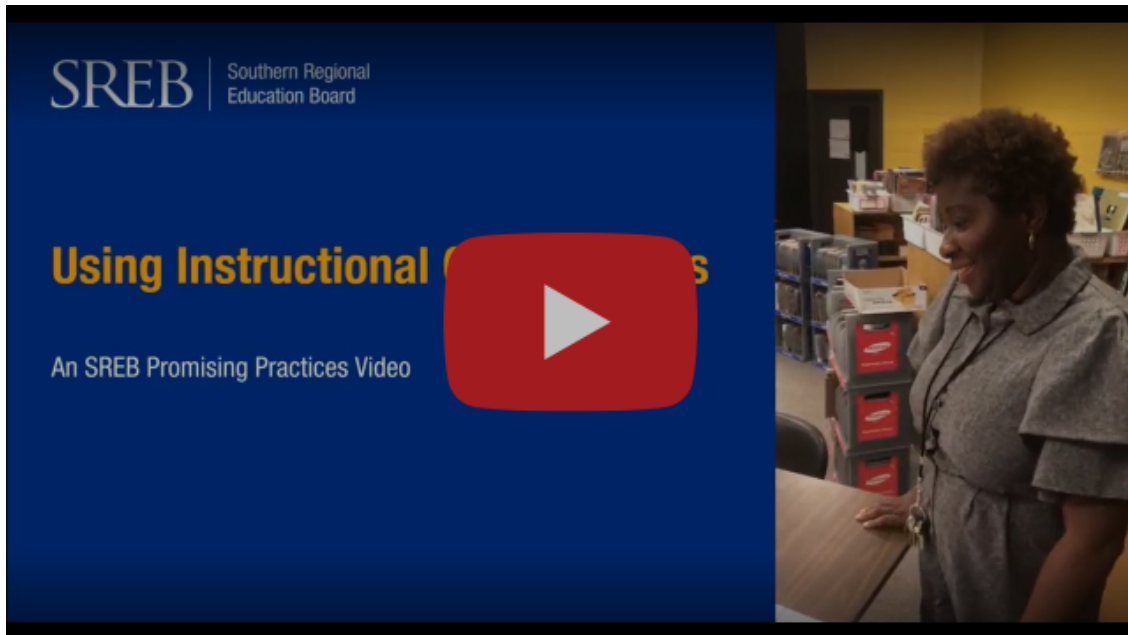 SREB
Southern Regional
Education Board
Using Instructional
An SREB Promising Practices Video